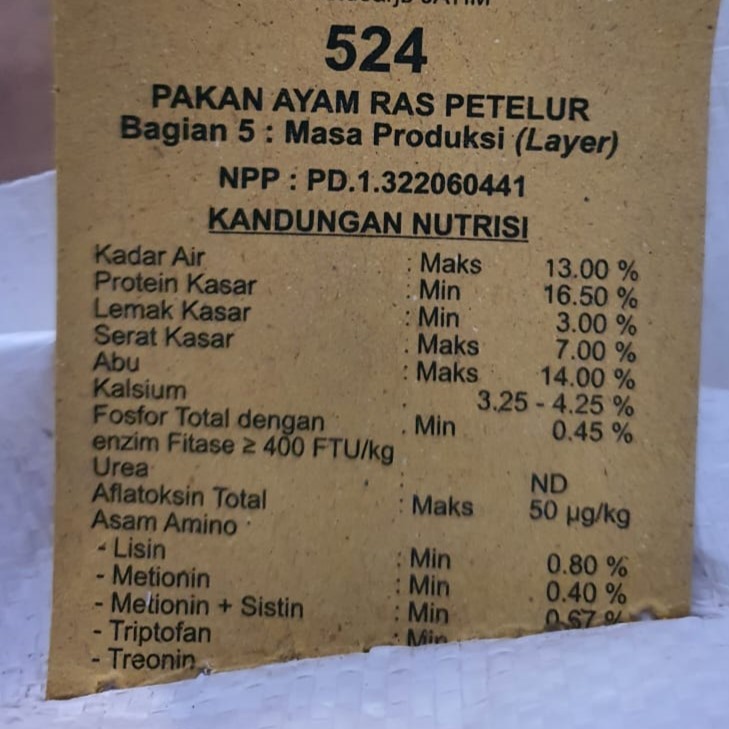 524
PAKAN AYAM RAS PETELUR
Bagian 5 : Masa Produksi (Layer)
NPP : PD.1.322060441
KANDUNGAN NUTRISI
Kadar Air : Maks 13.00 %
Protein Kasar : Min 16.50 %
Lemak Kasar : Min 3.00 %
Serat Kasar : Maks 7.00 %
Abu : Maks 14.00 %
Kalsium : 3.25 - 4.25 %
Fosfor Total dengan : Min 0.45 %
enzim Fitase ≥ 400 FTU/kg
Urea : ND
Aflatoksin Total : Maks 50 µg/kg
Asam Amino
- Lisin : Min 0.80 %
- Metionin : Min 0.40 %
- Metionin + Sistin : Min 0.67 %
- Triptofan : Min
- Treonin